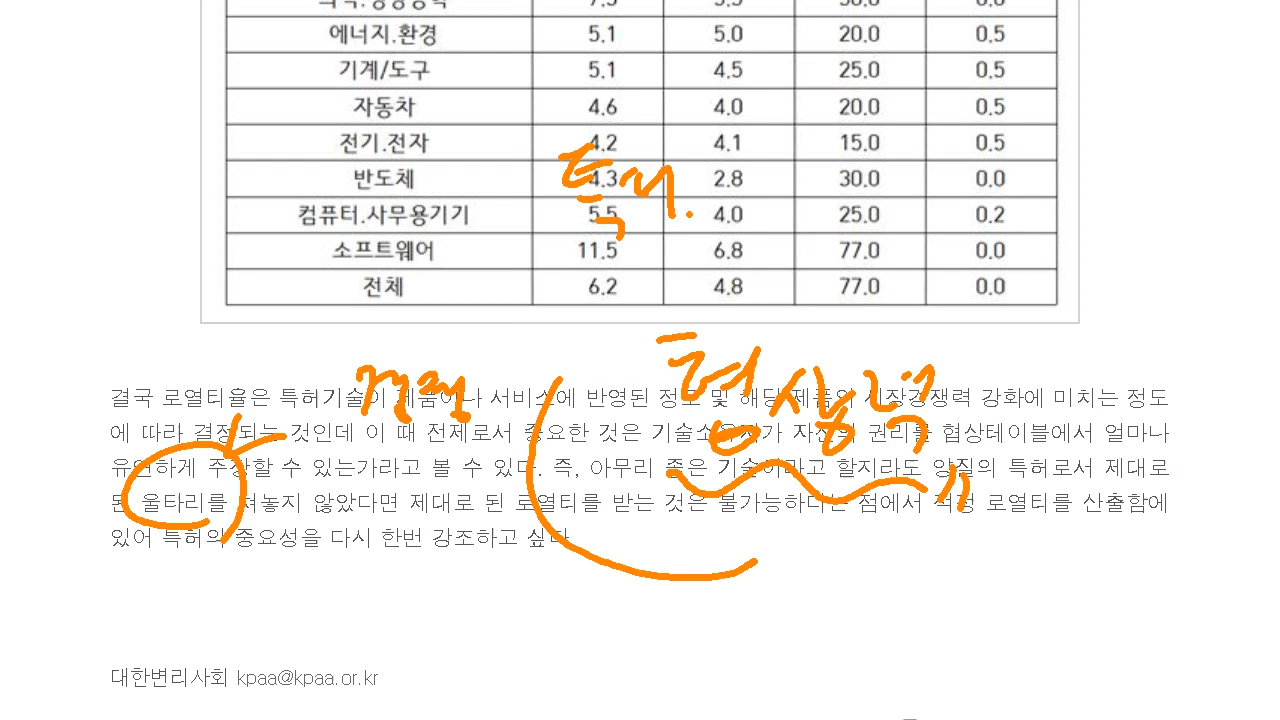 에너지.환경 5.1 5.0 20.0 0.5
기계/도구 5.1 4.5 25.0 0.5
자동차 4.6 4.0 20.0 0.5
전기.전자 4.2 4.1 15.0 0.5
반도체 4.3 2.8 30.0 0.0
컴퓨터.사무용기기 5.5 4.0 25.0 0.2
소프트웨어 11.5 6.8 77.0 0.0
전체 6.2 4.8 77.0 0.0
특허.
협상력
결국 로열티율은 특허기술이 제품이나 서비스에 반영된 정도 및 해당 제품의 시장경쟁력 강화에 미치는 정도
에 따라 결정되는 것인데 이 때 전제로서 중요한 것은 기술소유자가 자신의 권리를 협상테이블에서 얼마나
유연하게 주장할 수 있는가라고 볼 수 있다. 즉, 아무리 좋은 기술이라고 할지라도 양질의 특허로서 제대로
된 울타리를 쳐놓지 않았다면 제대로 된 로열티를 받는 것은 불가능하다는 점에서 적정 로열티를 산출함에
있어 특허의 중요성을 다시 한번 강조하고 싶다
대한변리사회 kpaa@kpaa.or.kr